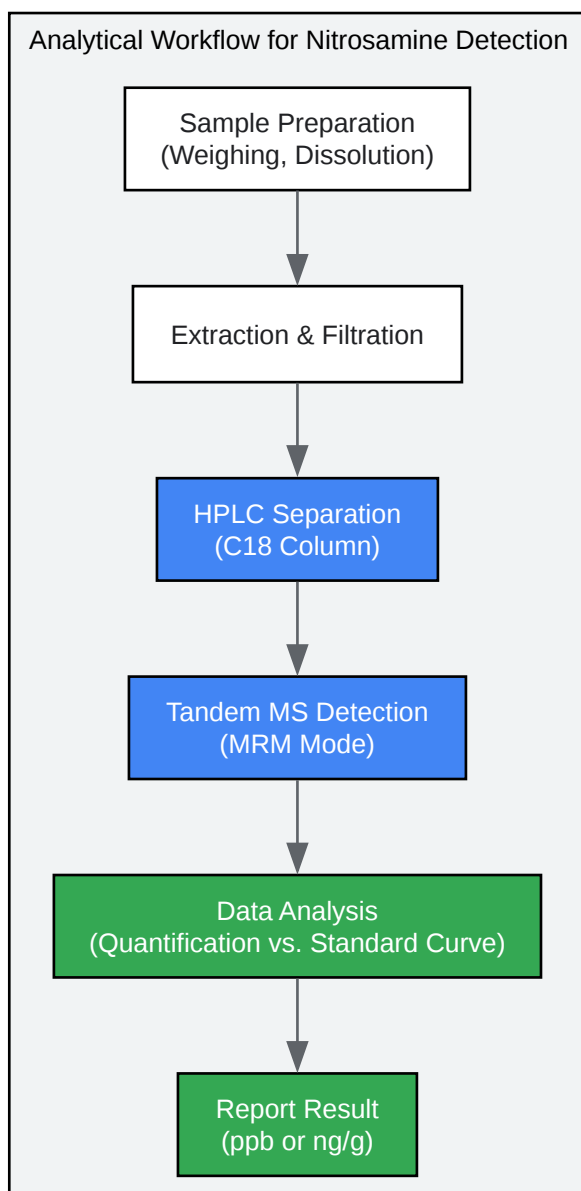 Analytical Workflow for Nitrosamine Detection
Sample Preparation
(Weighing, Dissolution)
Extraction & Filtration
HPLC Separation
(C18 Column)
Tandem MS Detection
(MRM Mode)
Data Analysis
(Quantification vs. Standard Curve)
Report Result
(ppb or ng/g)